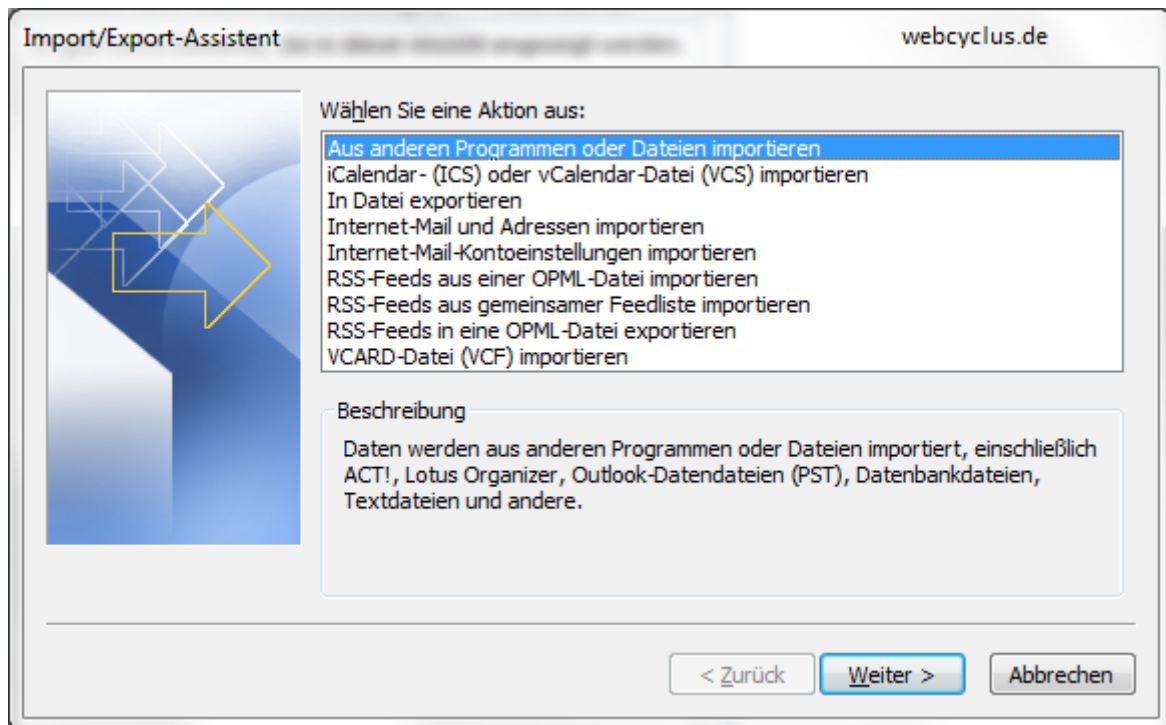 Import/Export-Assistent
webcyclus.de
Wählen Sie eine Aktion aus:
Aus anderen Programmen oder Dateien importieren
iCalendar- (ICS) oder vCalendar-Datei (VCS) importieren
In Datei exportieren
Internet-Mail und Adressen importieren
Internet-Mail-Kontoeinstellungen importieren
RSS-Feeds aus einer OPML-Datei importieren
RSS-Feeds aus gemeinsamer Feedliste importieren
RSS-Feeds in eine OPML-Datei exportieren
VCARD-Datei (VCF) importieren
Beschreibung
Daten werden aus anderen Programmen oder Dateien importiert, einschließlich
ACT!, Lotus Organizer, Outlook-Datendateien (PST), Datenbankdateien,
Textdateien und andere.
< Zurück
Weiter >
Abbrechen